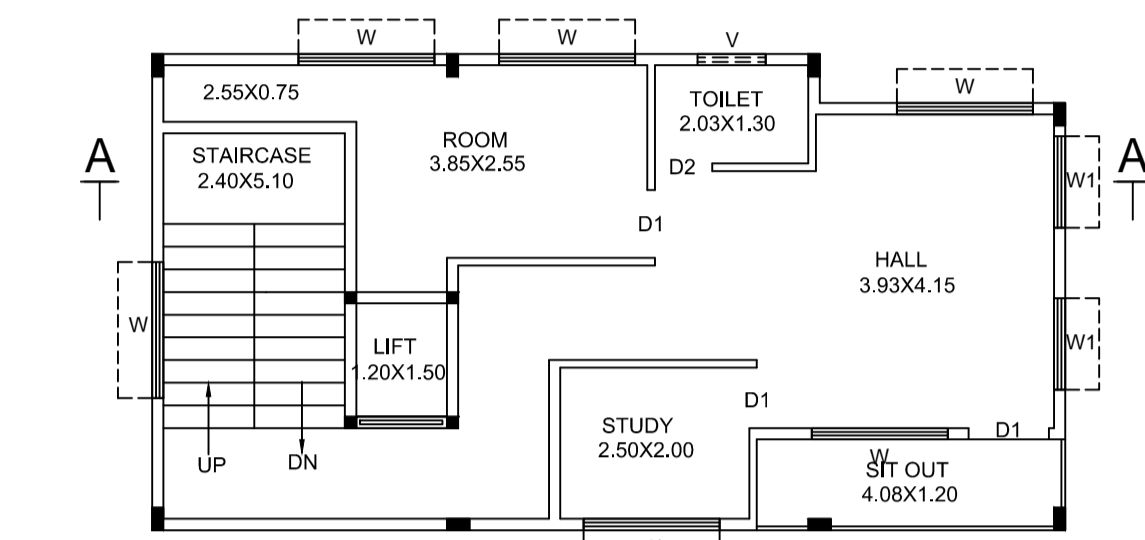 W
W
V
2.55X0.75
TOILET
2.03X1.30
W
A
STAIRCASE
2.40X5.10
ROOM
3.85X2.55
D2
A
W1
D1
HALL
3.93X4.15
W
LIFT
1.20X1.50
W1
D1
STUDY
2.50X2.00
D1
W
SIT OUT
4.08X1.20
UP
DN